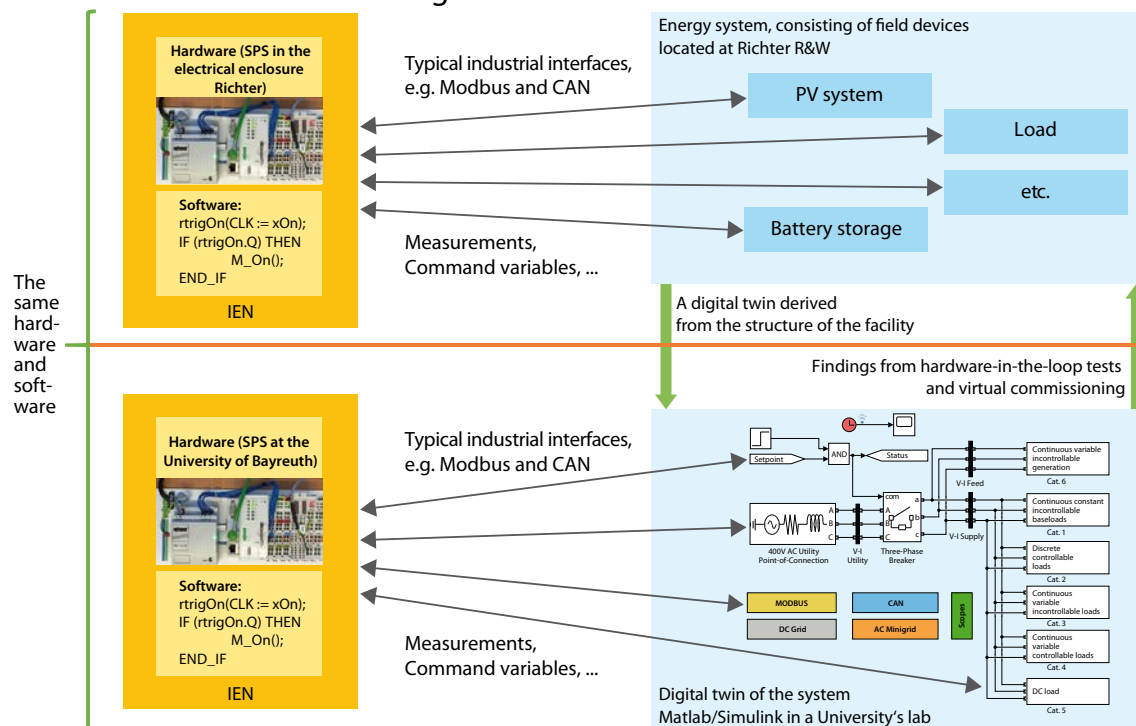 Hardware (SPS in the
electrical enclosure
Richter)
Software:
rtrigOn(CLK := xOn);
IF (rtrigOn.Q) THEN
M_On();
END_IF
IEN
Typical industrial interfaces,
e.g. Modbus and CAN
Measurements,
Command variables, ...
Energy system, consisting of field devices
located at Richter R&W
PV system
Load
etc.
Battery storage
The
same
hard-
ware
and
soft-
ware
A digital twin derived
from the structure of the facility
Findings from hardware-in-the-loop tests
and virtual commissioning
Hardware (SPS at the
University of Bayreuth)
Software:
rtrigOn(CLK := xOn);
IF (rtrigOn.Q) THEN
M_On();
END_IF
IEN
Typical industrial interfaces,
e.g. Modbus and CAN
Measurements,
Command variables, ...
Setpoint
AND
Status
com
A
B
C
A
B
C
a
b
c
400V AC Utility
Point-of-Connection
V-I
Utility
Three-Phase
Breaker
V-I Feed
V-I Supply
Continuous variable
incontrollable
generation
Cat. 6
Continuous constant
incontrollable
baseloads
Cat. 1
Discrete
controllable
loads
Cat. 2
Continuous
variable
incontrollable loads
Cat. 3
Continuous
variable
controllable loads
Cat. 4
DC load
Cat. 5
MODBUS
CAN
DC Grid
AC Minigrid
Scopes
Digital twin of the system
Matlab/Simulink in a University's lab